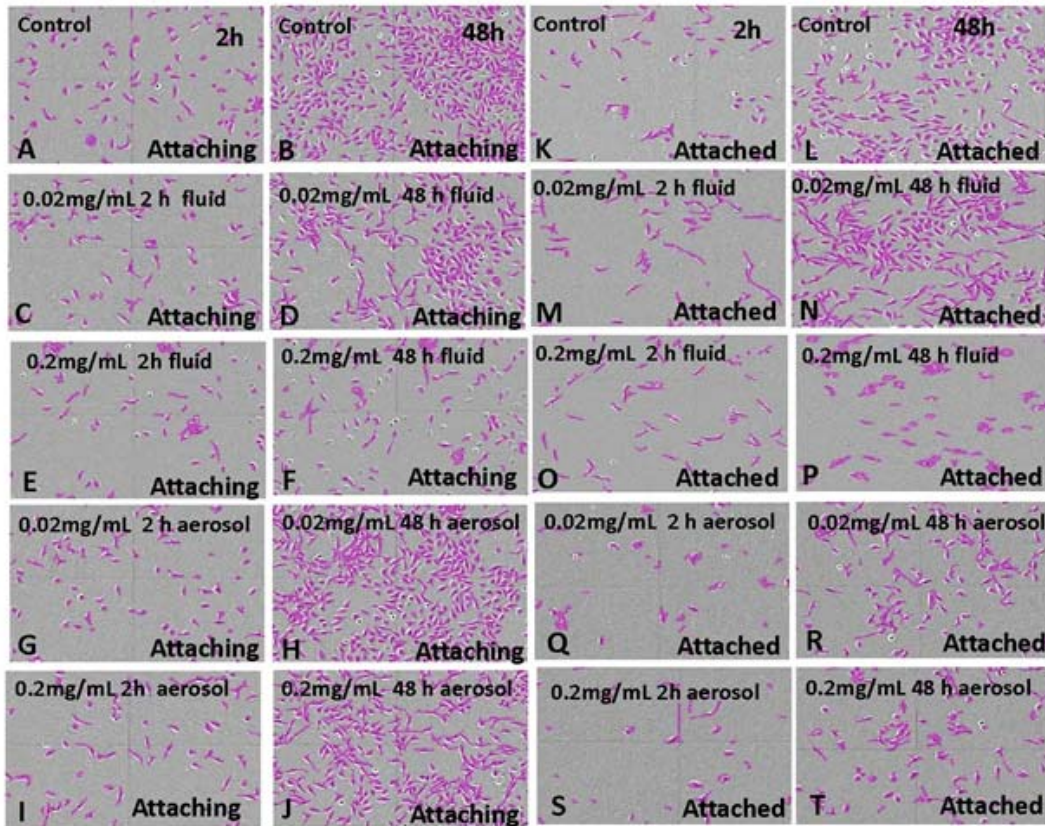 Control 2h
A Attaching
Control 48h
B Attaching
Control 2h
K Attached
Control 48h
L Attached
0.02mg/mL 2 h fluid
C Attaching
0.02mg/mL 48 h fluid
D Attaching
0.02mg/mL 2 h fluid
M Attached
0.02mg/mL 48 h fluid
N Attached
0.2mg/mL 2h fluid
E Attaching
0.2mg/mL 48 h fluid
F Attaching
0.2mg/mL 2 h fluid
O Attached
0.2mg/mL 48 h fluid
P Attached
0.02mg/mL 2 h aerosol
G Attaching
0.02mg/mL 48 h aerosol
H Attaching
0.02mg/mL 2 h aerosol
Q Attached
0.02mg/mL 48 h aerosol
R Attached
0.2mg/mL 2h aerosol
I Attaching
0.2mg/mL 48 h aerosol
J Attaching
0.2mg/mL 2h aerosol
S Attached
0.2mg/mL 48 h aerosol
T Attached